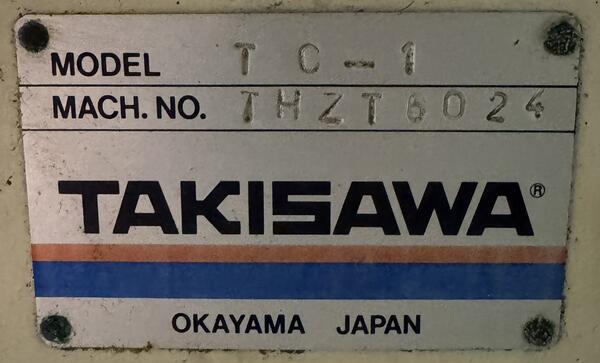 MODEL TC-1
MACH. NO. THZT6024
TAKISAWA®
OKAYAMA JAPAN